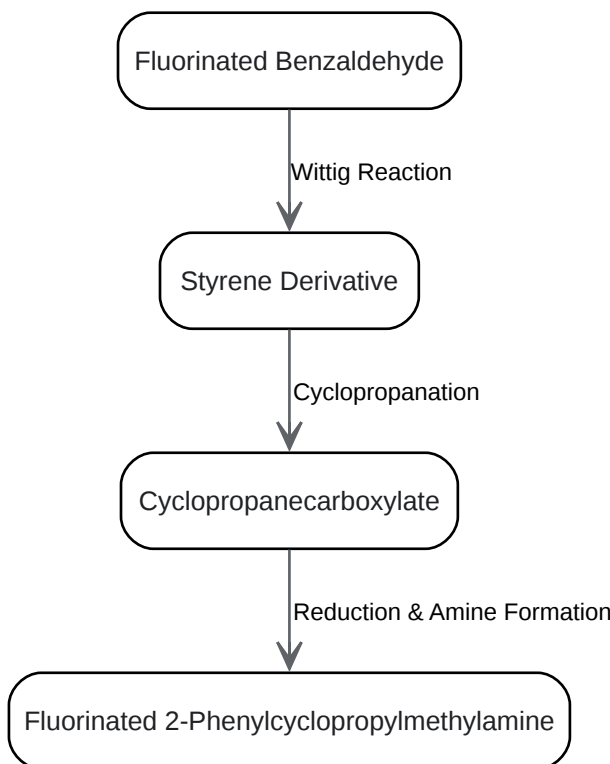 Fluorinated Benzaldehyde
Wittig Reaction
Styrene Derivative
Cyclopropanation
Cyclopropanecarboxylate
Reduction & Amine Formation
Fluorinated 2-Phenylcyclopropylmethylamine